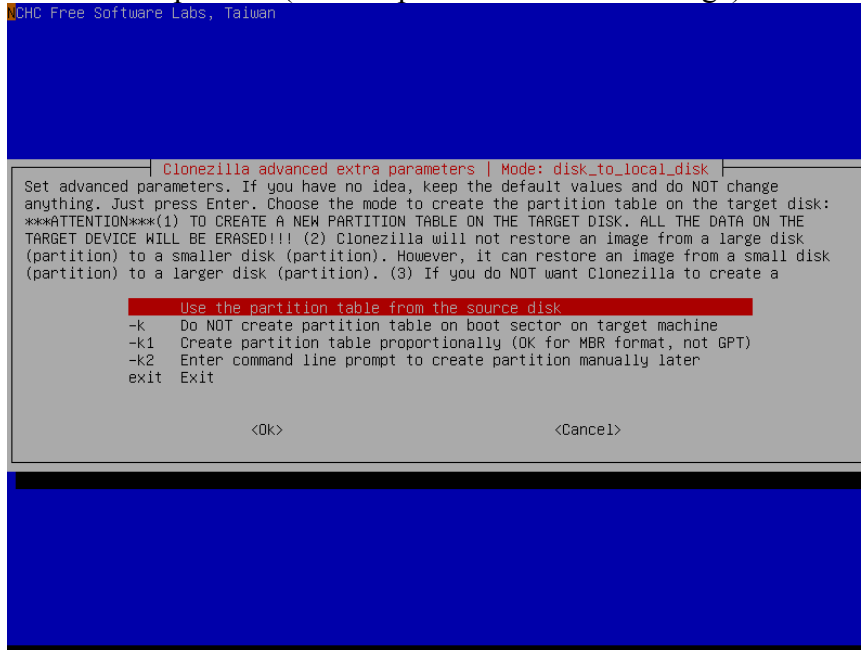 NCHC Free Software Labs, Taiwan
Clonezilla advanced extra parameters | Mode: disk_to_local_disk
Set advanced parameters. If you have no idea, keep the default values and do NOT change
anything. Just press Enter. Choose the mode to create the partition table on the target disk:
***ATTENTION***(1) TO CREATE A NEW PARTITION TABLE ON THE TARGET DISK. ALL THE DATA ON THE
TARGET DEVICE WILL BE ERASED!!! (2) Clonezilla will not restore an image from a large disk
(partition) to a smaller disk (partition). However, it can restore an image from a small disk
(partition) to a larger disk (partition). (3) If you do NOT want Clonezilla to create a
Use the partition table from the source disk
-k Do NOT create partition table on boot sector on target machine
-k1 Create partition table proportionally (OK for MBR format, not GPT)
-k2 Enter command line prompt to create partition manually later
exit Exit
<Ok> <Cancel>